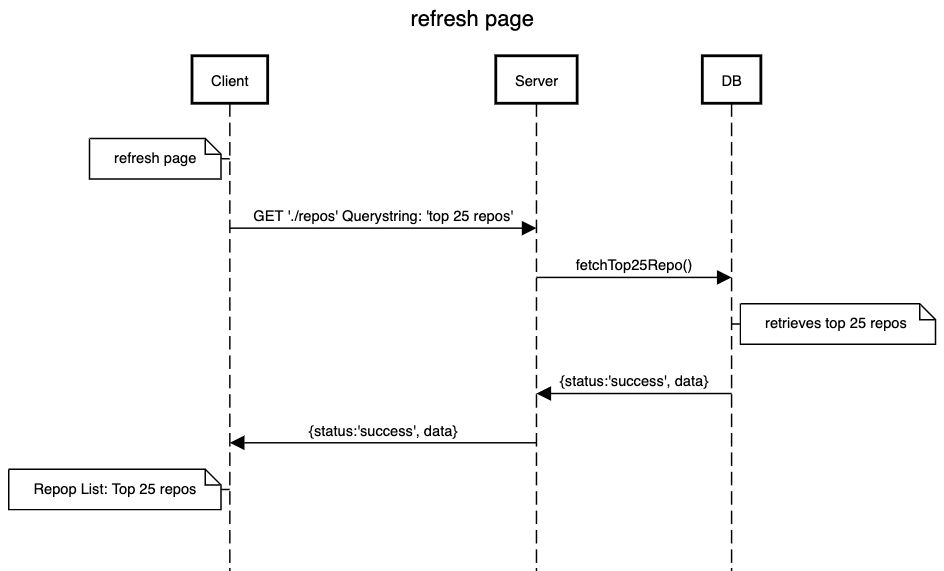 refresh page
Client
Server
DB
refresh page
GET './repos' Querystring: 'top 25 repos'
fetchTop25Repo()
retrieves top 25 repos
{status:'success', data}
{status:'success', data}
Repop List: Top 25 repos